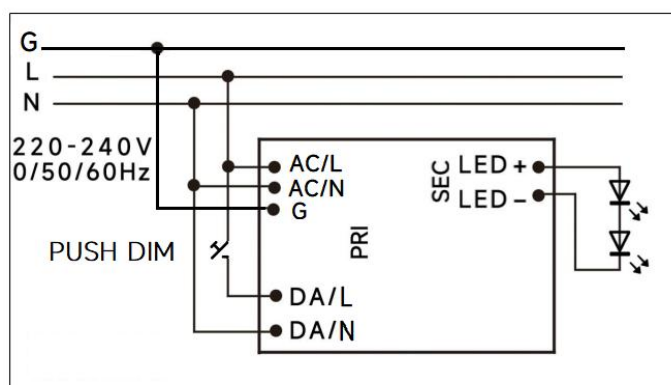 G
L
N
220-240V
0/50/60Hz
AC/L
AC/N
G
PRI
SEC
LED +
LED -
PUSH DIM
DA/L
DA/N